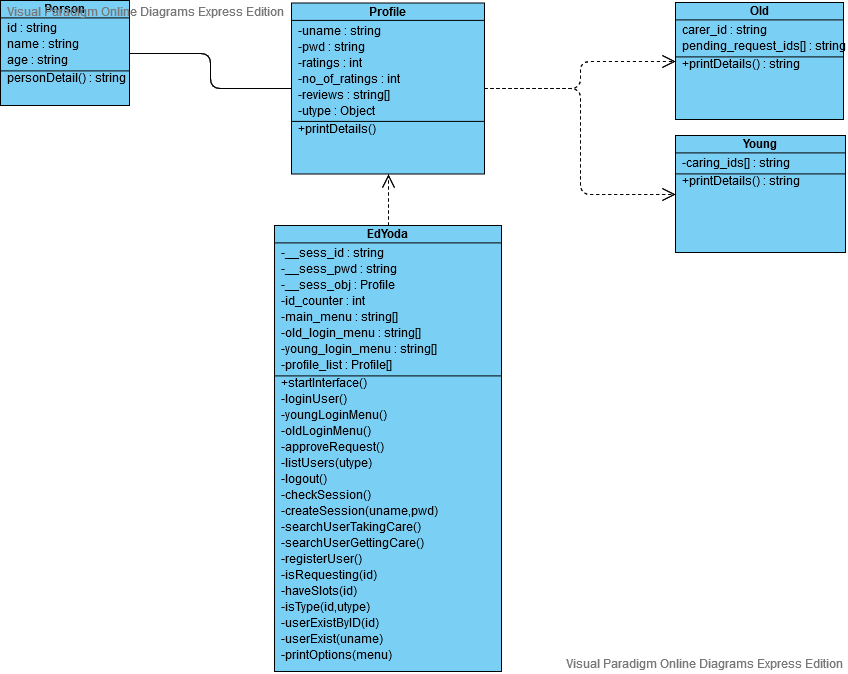 Visual Paradigm Online Diagrams Express Edition
Person
id : string
name : string
age : string
personDetail() : string
Profile
-uname : string
-pwd : string
-ratings : int
-no_of_ratings : int
-reviews : string[]
-utype : Object
+printDetails()
Old
carer_id : string
pending_request_ids[] : string
+printDetails() : string
Young
-caring_ids[] : string
+printDetails() : string
EdYoda
-__sess_id : string
-__sess_pwd : string
-__sess_obj : Profile
-id_counter : int
-main_menu : string[]
-old_login_menu : string[]
-young_login_menu : string[]
-profile_list : Profile[]
+startInterface()
-loginUser()
-youngLoginMenu()
-oldLoginMenu()
-approveRequest()
-listUsers(utype)
-logout()
-checkSession()
-createSession(uname,pwd)
-searchUserTakingCare()
-searchUserGettingCare()
-registerUser()
-isRequesting(id)
-haveSlots(id)
-isType(id,utype)
-userExistByID(id)
-userExist(uname)
-printOptions(menu)
Visual Paradigm Online Diagrams Express Edition